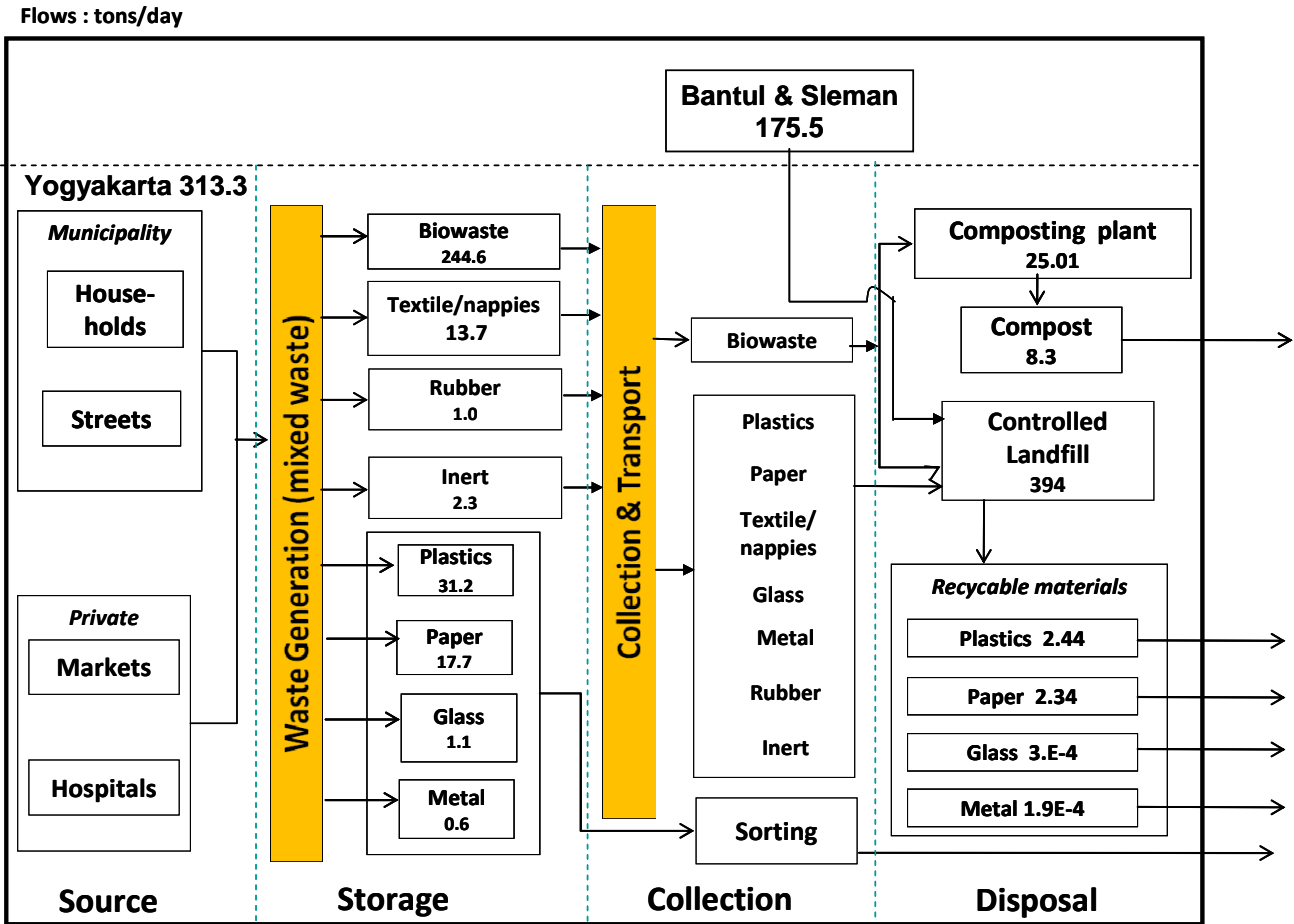 Flows : tons/day
Bantul & Sleman
175.5
Yogyakarta 313.3
Municipality
House-
holds
Streets
Private
Markets
Hospitals
Waste Generation (mixed waste)
Biowaste
244.6
Textile/nappies
13.7
Rubber
1.0
Inert
2.3
Plastics
31.2
Paper
17.7
Glass
1.1
Metal
0.6
Collection & Transport
Biowaste
Plastics
Paper
Textile/
nappies
Glass
Metal
Rubber
Inert
Sorting
Composting plant
25.01
Compost
8.3
Controlled
Landfill
394
Recycable materials
Plastics 2.44
Paper 2.34
Glass 3.E-4
Metal 1.9E-4
Source
Storage
Collection
Disposal